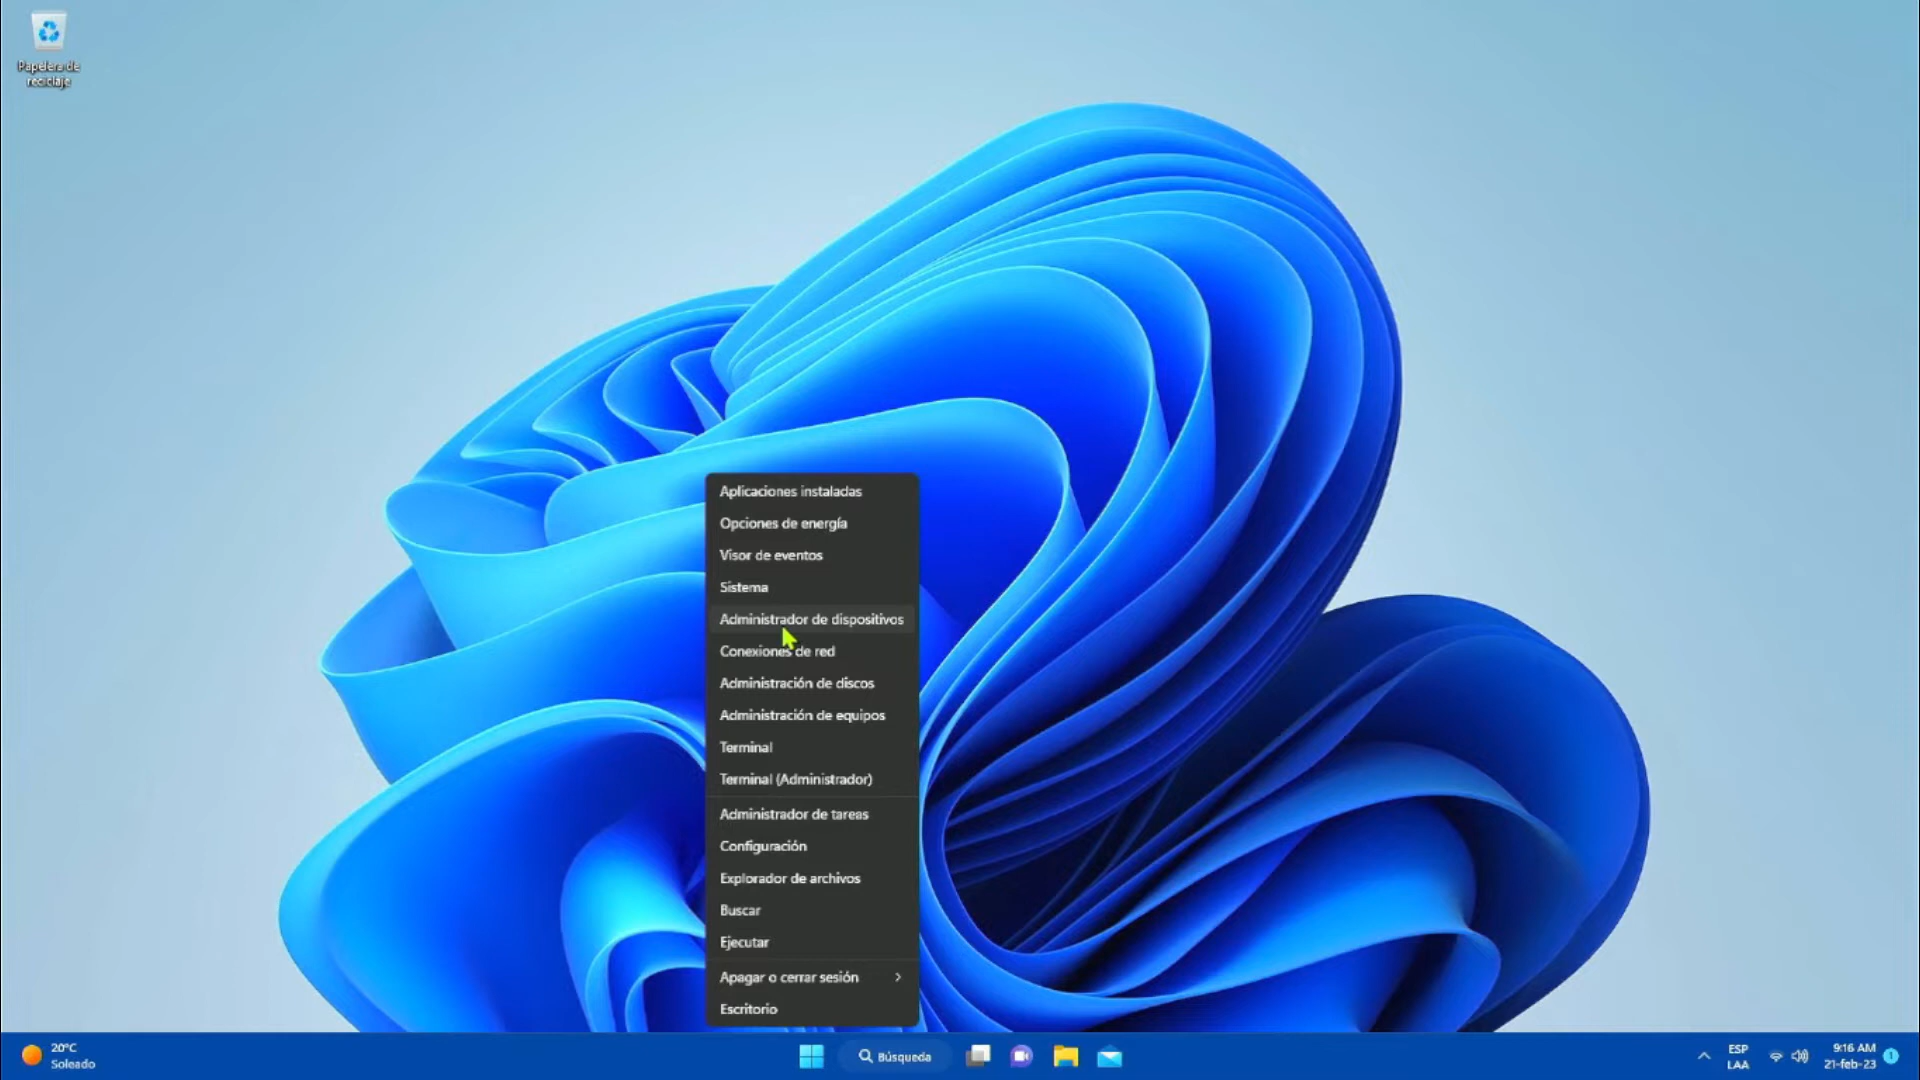 Papelera de
reciclaje
Aplicaciones instaladas
Opciones de energía
Visor de eventos
Sistema
Administrador de dispositivos
Conexiones de red
Administración de discos
Administración de equipos
Terminal
Terminal (Administrador)
Administrador de tareas
Configuración
Explorador de archivos
Buscar
Ejecutar
Apagar o cerrar sesión
Escritorio
20°C
Soleado
Búsqueda
ESP
LAA
9:16 AM
21-feb-23
1